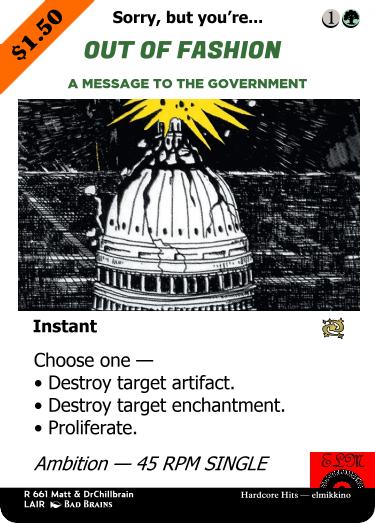 $1.50
Sorry, but you're...
1
OUT OF FASHION
A MESSAGE TO THE GOVERNMENT
Instant
Choose one —
• Destroy target artifact.
• Destroy target enchantment.
• Proliferate.
Ambition — 45 RPM SINGLE
ELM
R 661 Matt & DrChillbrain
LAIR BAD BRAINS
Hardcore Hits — elmikkino